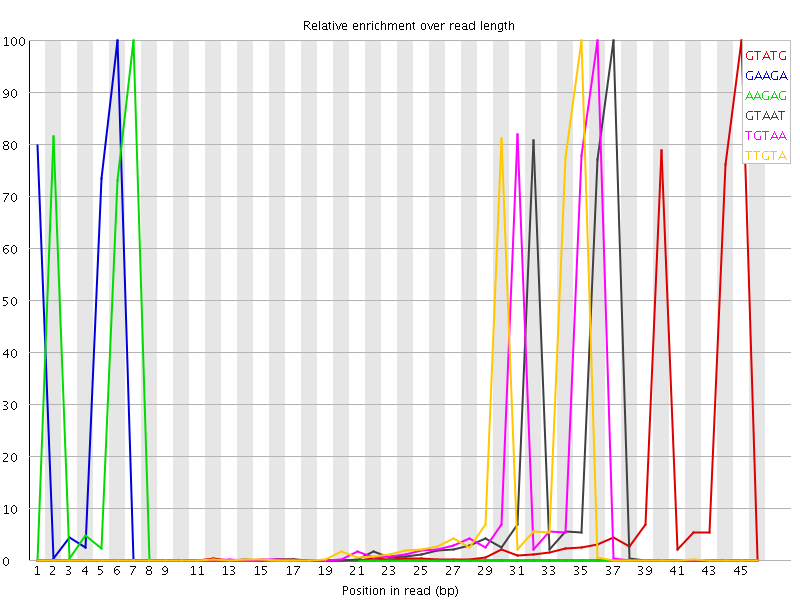 Relative enrichment over read length
100
90
80
70
60
50
40
30
20
10
0
GTATG
GAAGA
AAGAG
GTAAT
TGTAA
TTGTA
1 2 3 4 5 6 7 8 9 11 13 15 17 19 21 23 25 27 29 31 33 35 37 39 41 43 45
Position in read (bp)